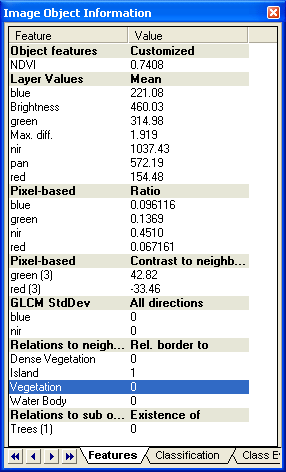 Image Object Information
Feature Value
Object features Customized
NDVI 0.7408
Layer Values Mean
blue 221.08
Brightness 460.03
green 314.98
Max. diff. 1.919
nir 1037.43
pan 572.19
red 154.48
Pixel-based Ratio
blue 0.096116
green 0.1369
nir 0.4510
red 0.067161
Pixel-based Contrast to neighb...
green (3) 42.82
red (3) -33.46
GLCM StdDev All directions
blue 0
nir 0
Relations to neigh... Rel. border to
Dense Vegetation 0
Island 1
Vegetation 0
Water Body 0
Relations to sub o... Existence of
Trees (1) 0
Features Classification Class E